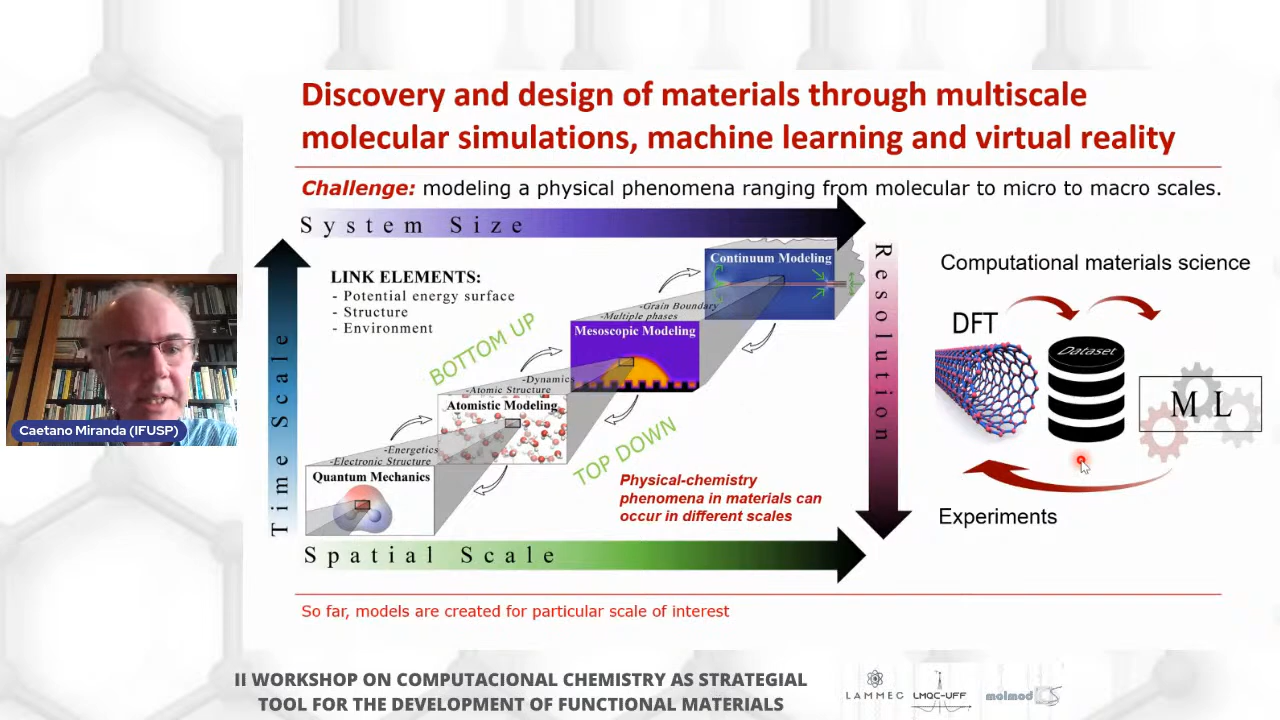 Discovery and design of materials through multiscale
molecular simulations, machine learning and virtual reality
Challenge: modeling a physical phenomena ranging from molecular to micro to macro scales.
System Size
Time Scale
LINK ELEMENTS:
- Potential energy surface
- Structure
- Environment
BOTTOM UP
TOP DOWN
Continuum Modeling
-Grain Boundary
-Multiple phases
Mesoscopic Modeling
-Dynamics
-Atomic Structure
Atomistic Modeling
-Energetics
-Electronic Structure
Quantum Mechanics
Physical-chemistry
phenomena in materials can
occur in different scales
Spatial Scale
Resolution
Computational materials science
DFT
Dataset
ML
Experiments
So far, models are created for particular scale of interest
Caetano Miranda (IFUSP)
II WORKSHOP ON COMPUTACIONAL CHEMISTRY AS STRATEGIAL
TOOL FOR THE DEVELOPMENT OF FUNCTIONAL MATERIALS
LAMMEC
LMQC-UFF
molmodCS